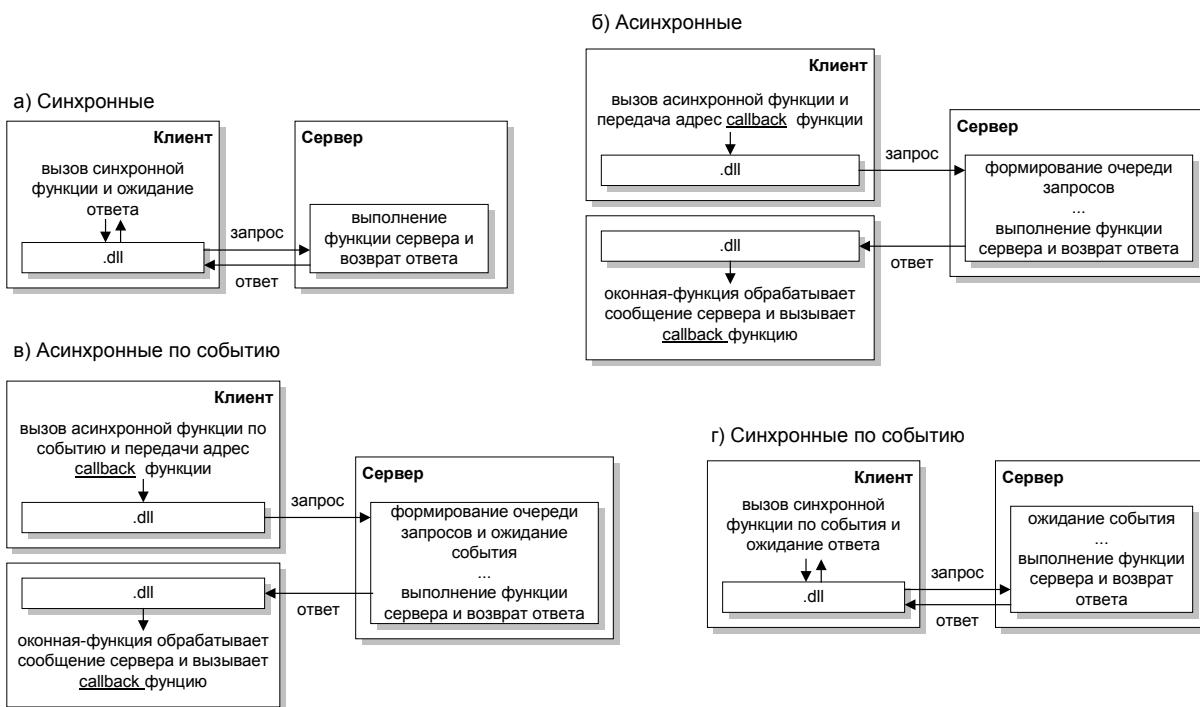 а) Синхронные
Клиент
вызов синхронной
функции и ожидание
ответа
.dll
запрос
ответ
Сервер
выполнение
функции сервера и
возврат ответа
б) Асинхронные
Клиент
вызов асинхронной функции и
передача адрес callback функции
.dll
запрос
Сервер
формирование очереди
запросов
...
выполнение функции
сервера и возврат ответа
ответ
.dll
оконная-функция обрабатывает
сообщение сервера и вызывает
callback функцию
в) Асинхронные по событию
Клиент
вызов асинхронной функции по
событию и передачи адрес
callback функции
.dll
запрос
Сервер
формирование очереди
запросов и ожидание
события
...
выполнение функции
сервера и возврат ответа
ответ
.dll
оконная-функция обрабатывает
сообщение сервера и вызывает
callback фунцию
г) Синхронные по событию
Клиент
вызов синхронной
функции по события и
ожидание ответа
.dll
запрос
ответ
Сервер
ожидание события
...
выполнение функции
сервера и возврат
ответа